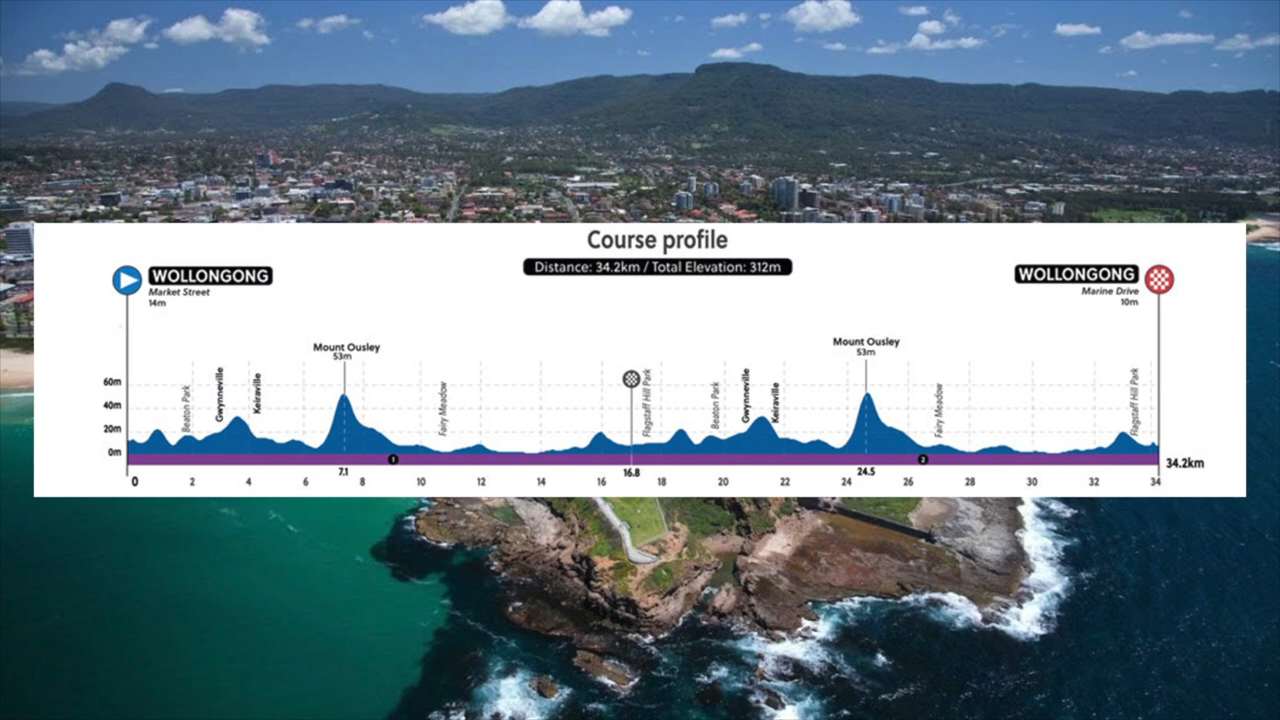 Course profile
Distance: 34.2km / Total Elevation: 312m
WOLLONGONG
Market Street
14m
WOLLONGONG
Marine Drive
10m
Mount Ousley
53m
Mount Ousley
53m
60m
40m
20m
0m
Beaton Park
Gwynneville
Keiraville
Fairy Meadow
Flagstaff Hill Park
Beaton Park
Gwynneville
Keiraville
Fairy Meadow
Flagstaff Hill Park
1
2
34.2km
7.1
16.8
24.5
0 2 4 6 8 10 12 14 16 18 20 22 24 26 28 30 32 34